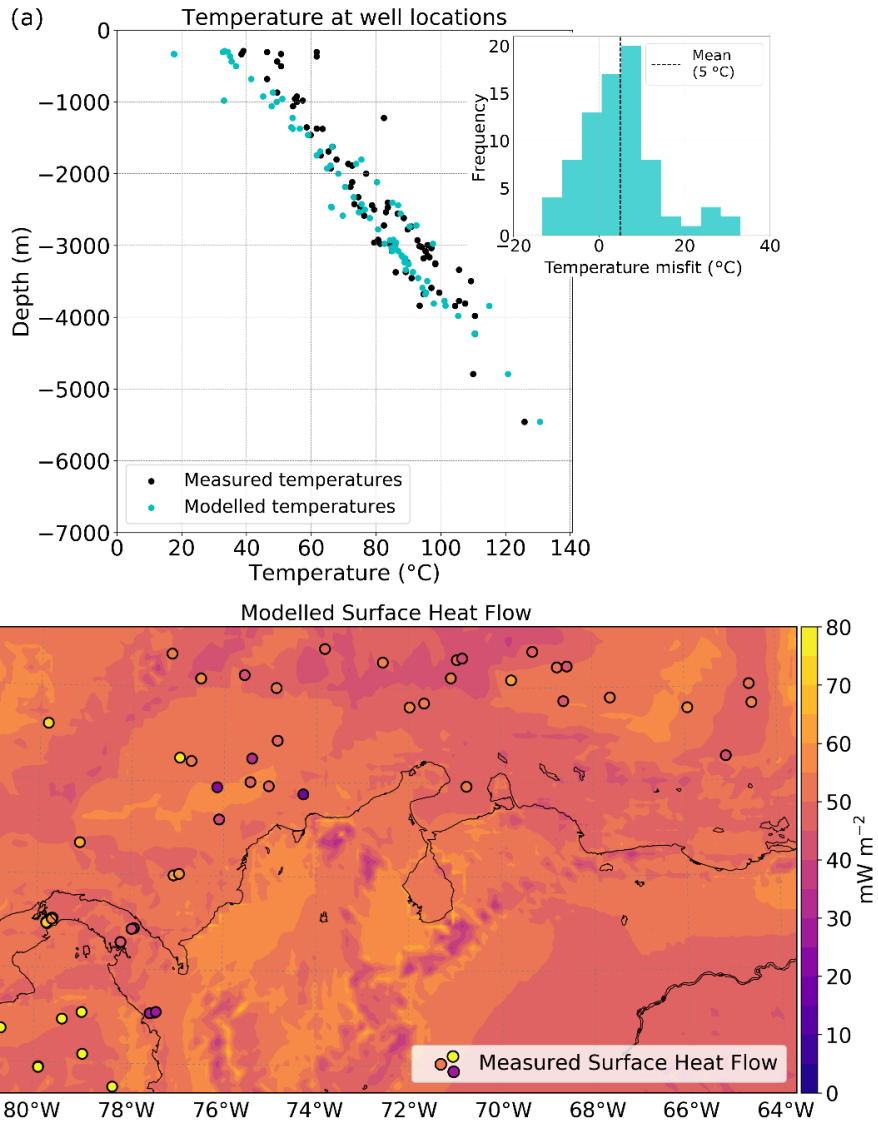 (a)
Temperature at well locations
0
−1000
−2000
−3000
−4000
−5000
−6000
−7000
Depth (m)
0 20 40 60 80 100 120 140
Temperature (°C)
Measured temperatures
Modelled temperatures
20
15
10
5
0
Frequency
−20 0 20 40
Temperature misfit (°C)
Mean
(5 °C)
Modelled Surface Heat Flow
80
70
60
50
40
30
20
10
0
mW m⁻²
Measured Surface Heat Flow
80°W 78°W 76°W 74°W 72°W 70°W 68°W 66°W 64°W